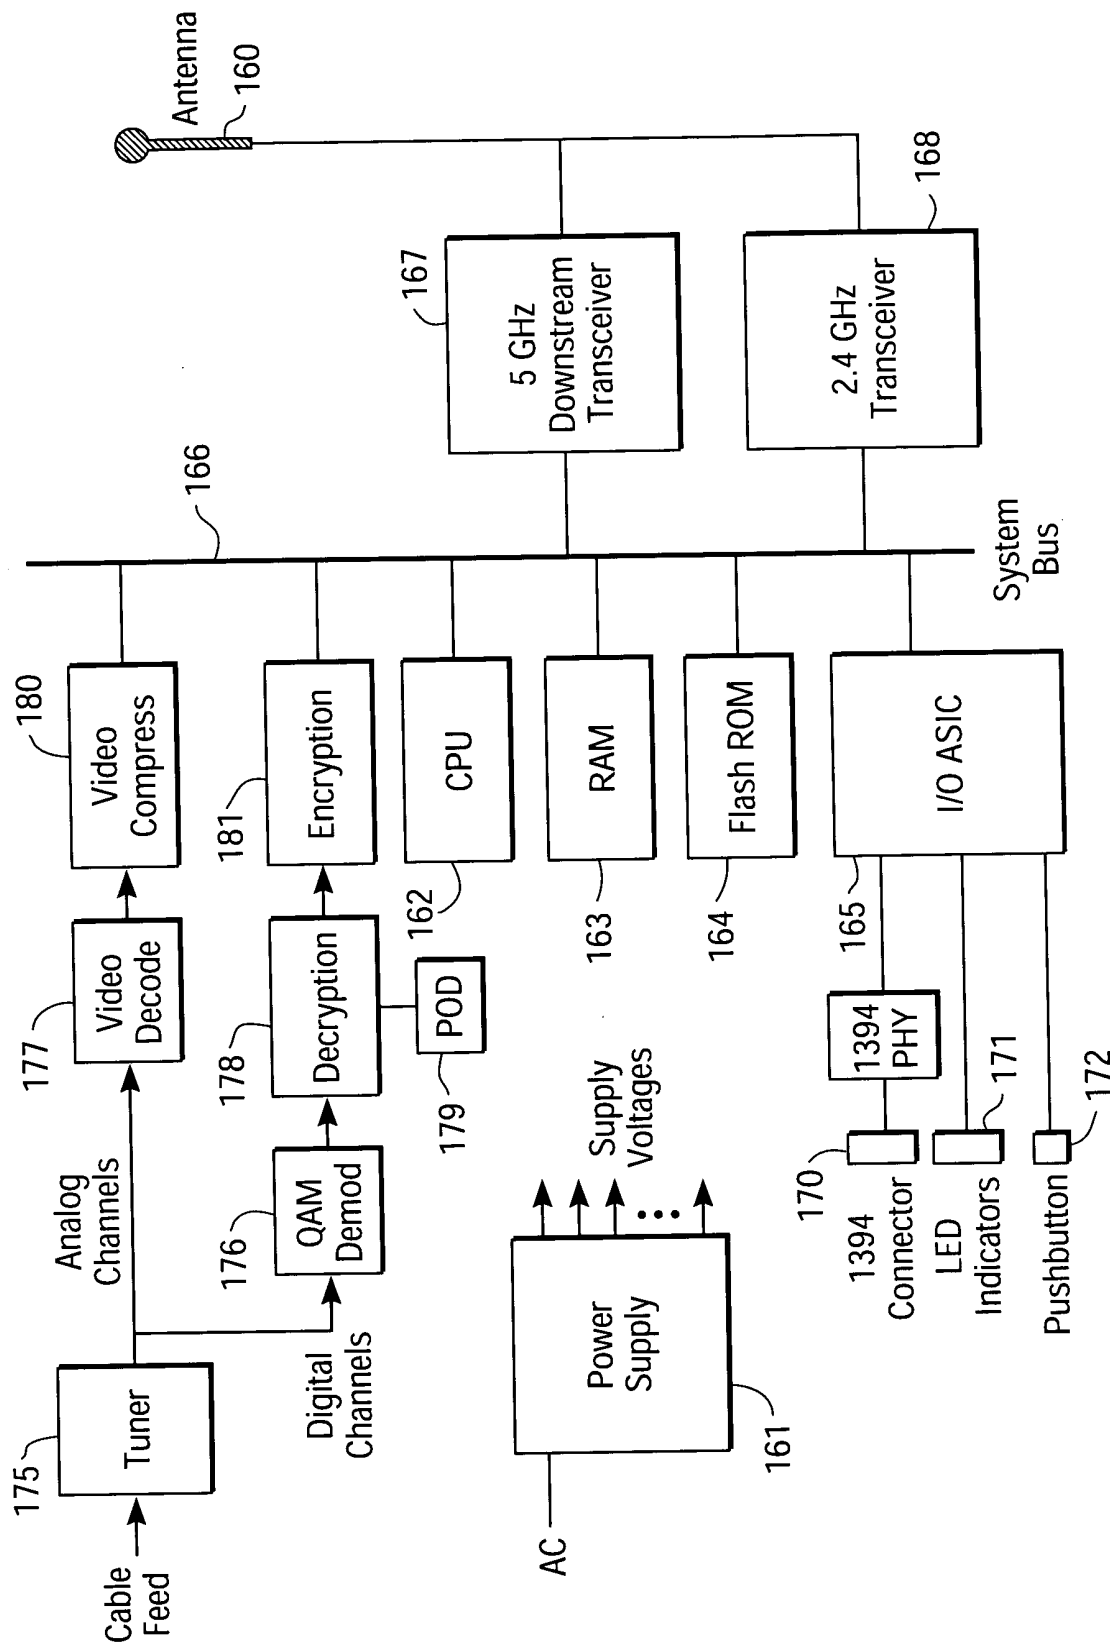 Cable
Feed
175
Tuner
Analog
Channels
Digital
Channels
177
Video
Decode
180
Video
Compress
176
QAM
Demod
178
Decryption
181
Encryption
179
POD
166
162
CPU
163
RAM
164
Flash ROM
165
I/O ASIC
System
Bus
Antenna
160
167
5 GHz
Downstream
Transceiver
168
2.4 GHz
Transceiver
AC
Power
Supply
161
Supply
Voltages
170
1394
Connector
1394
PHY
LED
Indicators
171
Pushbutton
172